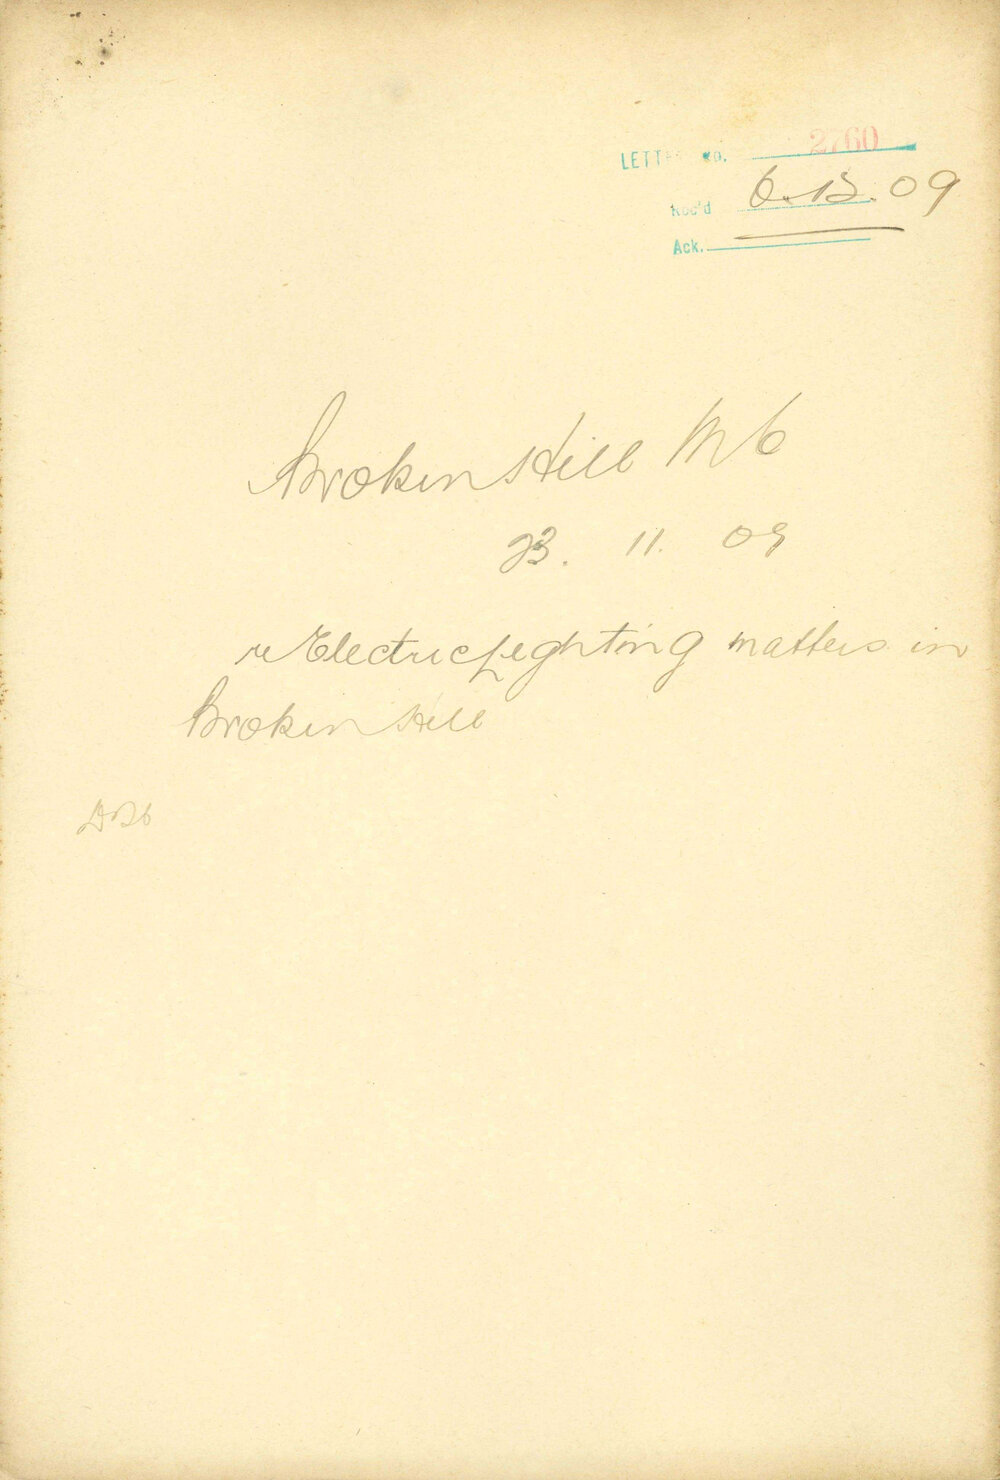 LETTER No. 2760
Rec'd 6.12.09
Ack.
Broken Hill M C
23. 11. 09
re Electric Lighting matters in
Broken Hill